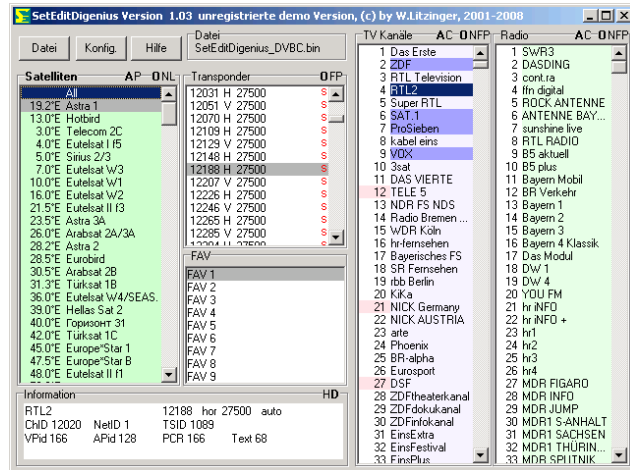 SetEditDigenius Version 1.03 unregistrierte demo Version, (c) by W.Litzinger, 2001-2008
Datei Konfig. Hilfe
Datei
SetEditDigenius_DVBC.bin
Satelliten AP ONL
All
19.2°E Astra 1
13.0°E Hotbird
3.0°E Telecom 2C
4.0°E Eutelsat I f5
5.0°E Sirius 2/3
7.0°E Eutelsat W3
10.0°E Eutelsat W1
16.0°E Eutelsat W2
21.5°E Eutelsat II f3
23.5°E Astra 3A
26.0°E Arabsat 2A/3A
28.2°E Astra 2
28.5°E Eurobird
30.5°E Arabsat 2B
31.3°E Türksat 1B
36.0°E Eutelsat W4/SEAS.
39.0°E Hellas Sat 2
40.0°E Горизонт 31
42.0°E Türksat 1C
45.0°E Europe*Star 1
47.5°E Europe*Star B
48.0°E Eutelsat II f1
Transponder OFP
12031 H 27500 S
12051 V 27500 S
12070 H 27500 S
12109 H 27500 S
12129 V 27500 S
12148 H 27500 S
12188 H 27500 S
12207 V 27500 S
12226 H 27500 S
12246 V 27500 S
12265 H 27500 S
12285 V 27500 S
12294 H 27500 S
FAV
FAV 1
FAV 2
FAV 3
FAV 4
FAV 5
FAV 6
FAV 7
FAV 8
FAV 9
Information HD
RTL2 12188 hor 27500 auto
ChID 12020 NetID 1 TSID 1089
VPid 166 APid 128 PCR 166 Text 68
TV Kanäle AC ONFP
1 Das Erste
2 ZDF
3 RTL Television
4 RTL2
5 Super RTL
6 SAT.1
7 ProSieben
8 kabel eins
9 VOX
10 3sat
11 DAS VIERTE
12 TELE 5
13 NDR FS NDS
14 Radio Bremen ...
15 WDR Köln
16 hr-fernsehen
17 Bayerisches FS
18 SR Fernsehen
19 rbb Berlin
20 KiKa
21 NICK Germany
22 NICK AUSTRIA
23 arte
24 Phoenix
25 BR-alpha
26 Eurosport
27 DSF
28 ZDFtheaterkanal
29 ZDFdokukanal
30 ZDFinfokanal
31 EinsExtra
32 EinsFestival
33 EinsPlus
Radio AC ONFP
1 SWR3
2 DASDING
3 cont.ra
4 ffn digital
5 ROCK ANTENNE
6 ANTENNE BAY...
7 sunshine live
8 RTL RADIO
9 B5 aktuell
10 B5 plus
11 Bayern Mobil
12 BR Verkehr
13 Bayern 1
14 Bayern 2
15 Bayern 3
16 Bayern 4 Klassik
17 Das Modul
18 DW 1
19 DW 4
20 YOU FM
21 hr iNFO
22 hr iNFO +
23 hr1
24 hr2
25 hr3
26 hr4
27 MDR FIGARO
28 MDR INFO
29 MDR JUMP
30 MDR1 S-ANHALT
31 MDR1 SACHSEN
32 MDR1 THÜRIN...
33 MDR SPUTNIK